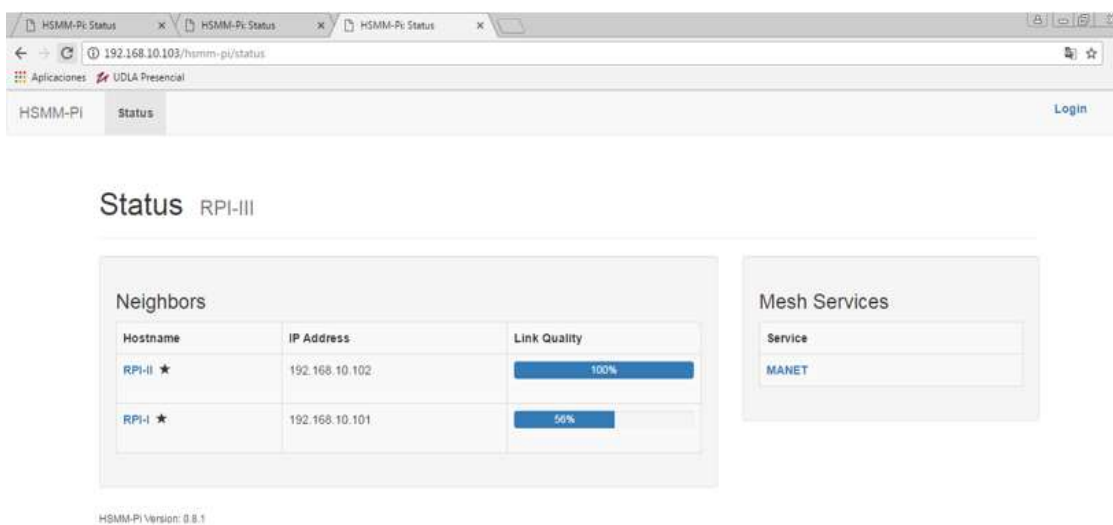 HSMM-Pi: Status
HSMM-Pi: Status
HSMM-Pi: Status
192.168.10.103/hsmm-pi/status
Aplicaciones UDLA Presencial
HSMM-Pi Status Login
Status RPI-III
Neighbors
Hostname IP Address Link Quality
RPI-II ★ 192.168.10.102 100%
RPI-I ★ 192.168.10.101 56%
Mesh Services
Service
MANET
HSMM-Pi Version: 0.8.1